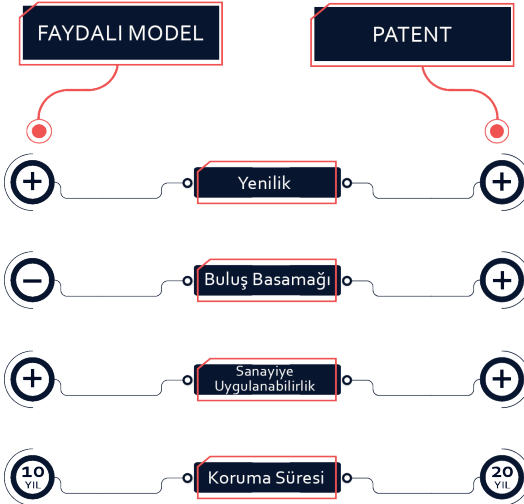 FAYDALI MODEL
PATENT
+
Yenilik
+
−
Buluş Basamağı
+
+
Sanayiye
Uygulanabilirlik
+
10
YIL
Koruma Süresi
20
YIL